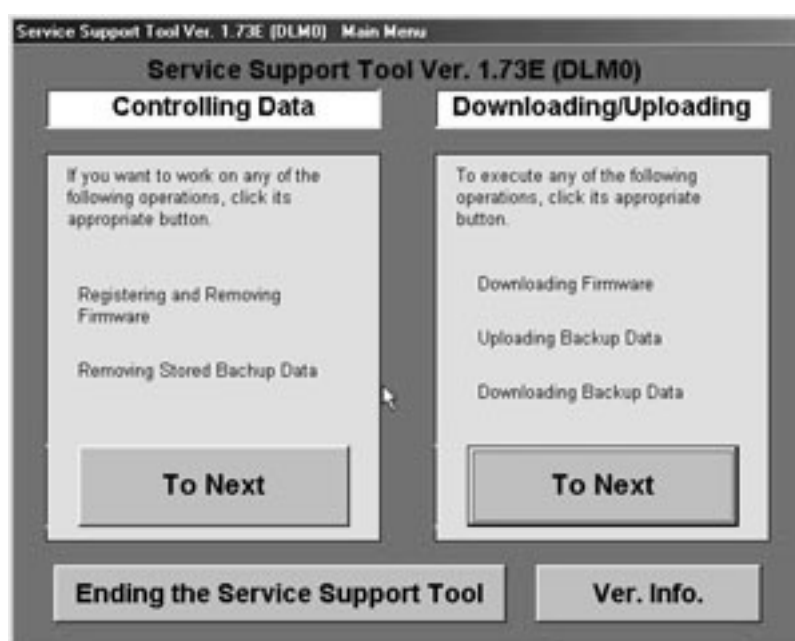 Service Support Tool Ver. 1.73E (DLM0)   Main Menu
Service Support Tool Ver. 1.73E (DLM0)
Controlling Data
If you want to work on any of the
following operations, click its
appropriate button.
Registering and Removing
Firmware
Removing Stored Bachup Data
To Next
Downloading/Uploading
To execute any of the following
operations, click its appropriate
button.
Downloading Firmware
Uploading Backup Data
Downloading Backup Data
To Next
Ending the Service Support Tool
Ver. Info.